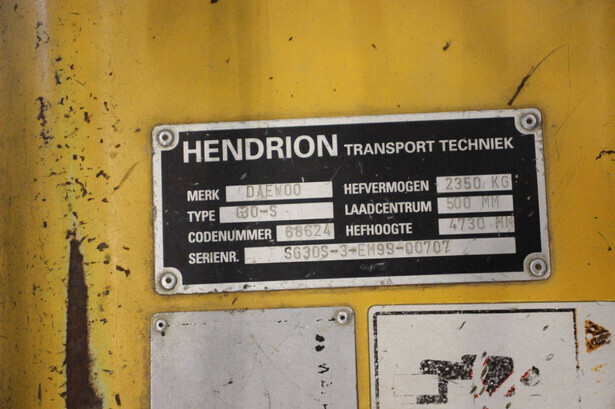 HENDRION TRANSPORT TECHNIEK
MERK DAEWOO HEFVERMOGEN 2350 KG
TYPE G30-S LAADCENTRUM 500 MM
CODENUMMER 68624 HEFHOOGTE 4730 MM
SERIENR. SG30S-3-EM99-00707